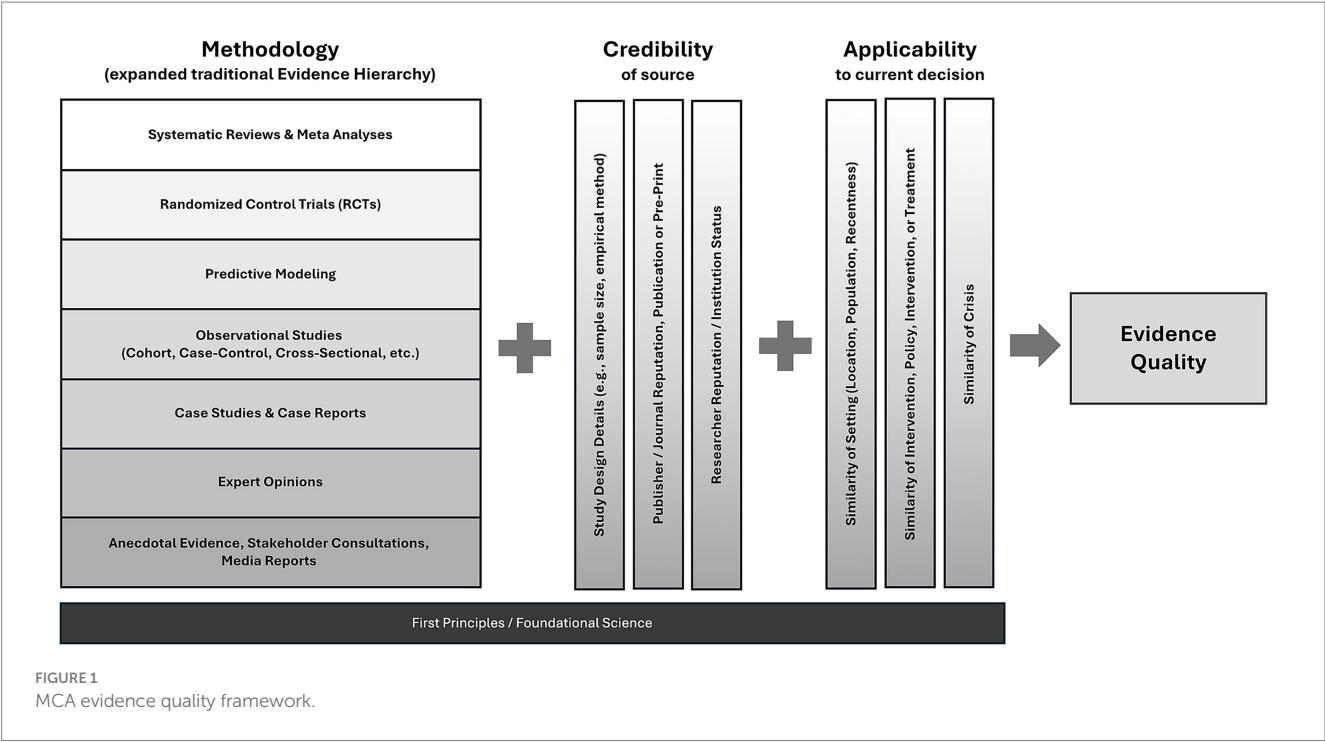 Methodology
(expanded traditional Evidence Hierarchy)
Systematic Reviews & Meta Analyses
Randomized Control Trials (RCTs)
Predictive Modeling
Observational Studies
(Cohort, Case-Control, Cross-Sectional, etc.)
Case Studies & Case Reports
Expert Opinions
Anecdotal Evidence, Stakeholder Consultations,
Media Reports
Credibility
of source
Study Design Details (e.g., sample size, empirical method)
Publisher / Journal Reputation, Publication or Pre-Print
Researcher Reputation / Institution Status
Applicability
to current decision
Similarity of Setting (Location, Population, Recentness)
Similarity of Intervention, Policy, Intervention, or Treatment
Similarity of Crisis
Evidence
Quality
First Principles / Foundational Science
FIGURE 1
MCA evidence quality framework.